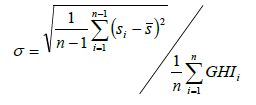 σ = √( 1/(n−1) ∑_{i=1}^{n−1} (s_i − s̄)² ) / 1/n ∑_{i=1}^{n} GHI_i